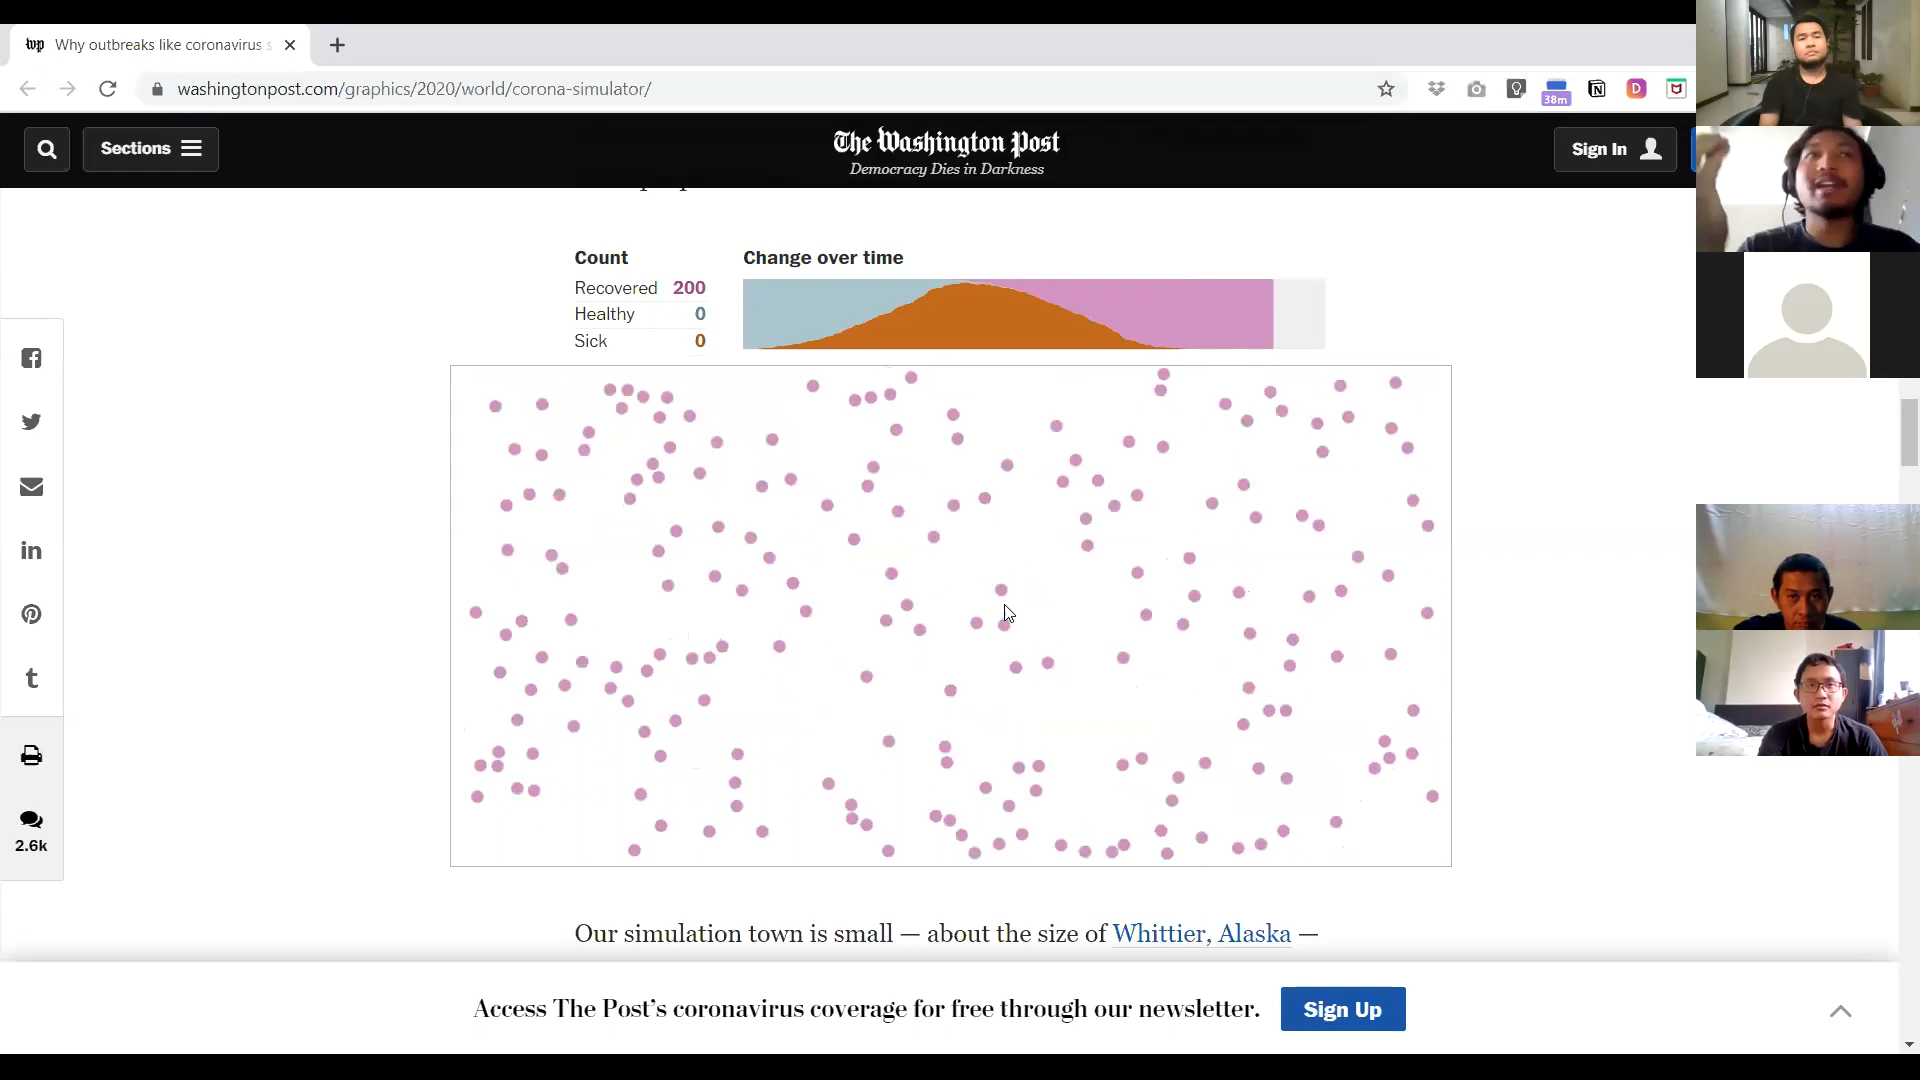 wp Why outbreaks like coronavirus s
washingtonpost.com/graphics/2020/world/corona-simulator/
38m
N
D
Sections
The Washington Post
Democracy Dies in Darkness
Sign In
Count
Change over time
Recovered 200
Healthy 0
Sick 0
in
t
2.6k
Our simulation town is small — about the size of Whittier, Alaska —
Access The Post's coronavirus coverage for free through our newsletter.
Sign Up